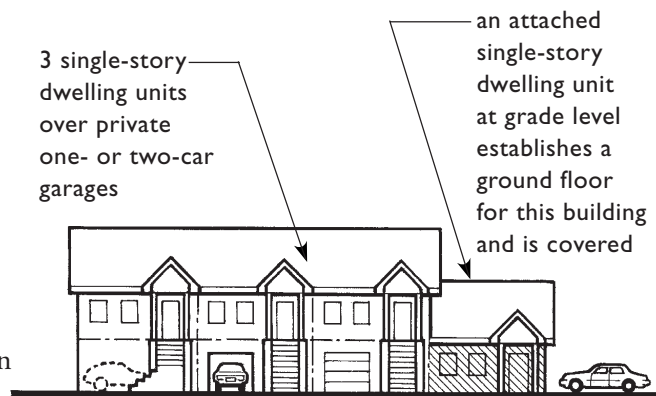 3 single-story
dwelling units
over private
one- or two-car
garages
an attached
single-story
dwelling unit
at grade level
establishes a
ground floor
for this building
and is covered
n